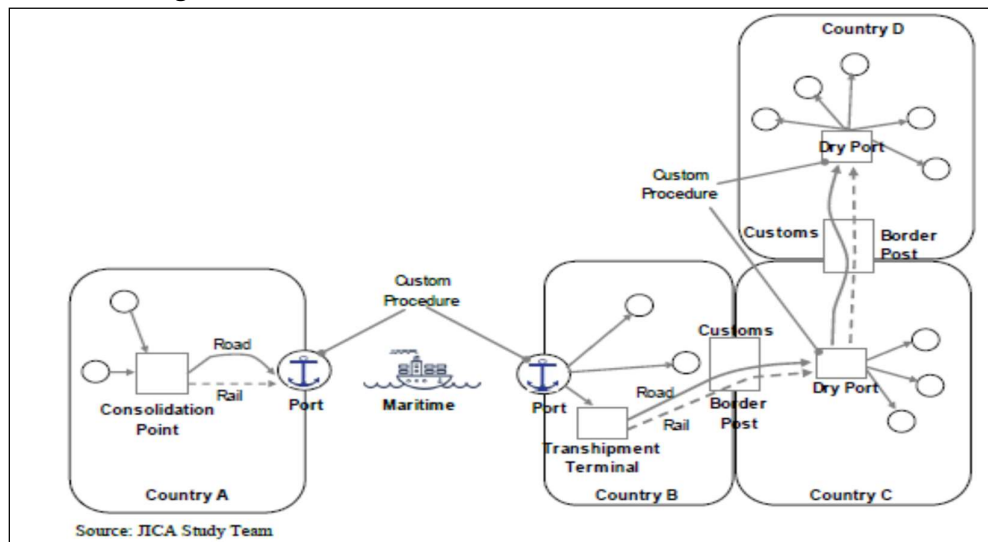 Country D
Dry Port
Custom
Procedure
Customs
Border
Post
Custom
Procedure
Road
Rail
Consolidation
Point
Port
Maritime
Port
Customs
Road
Rail
Border
Post
Dry Port
Transhipment
Terminal
Country A
Country B
Country C
Source: JICA Study Team